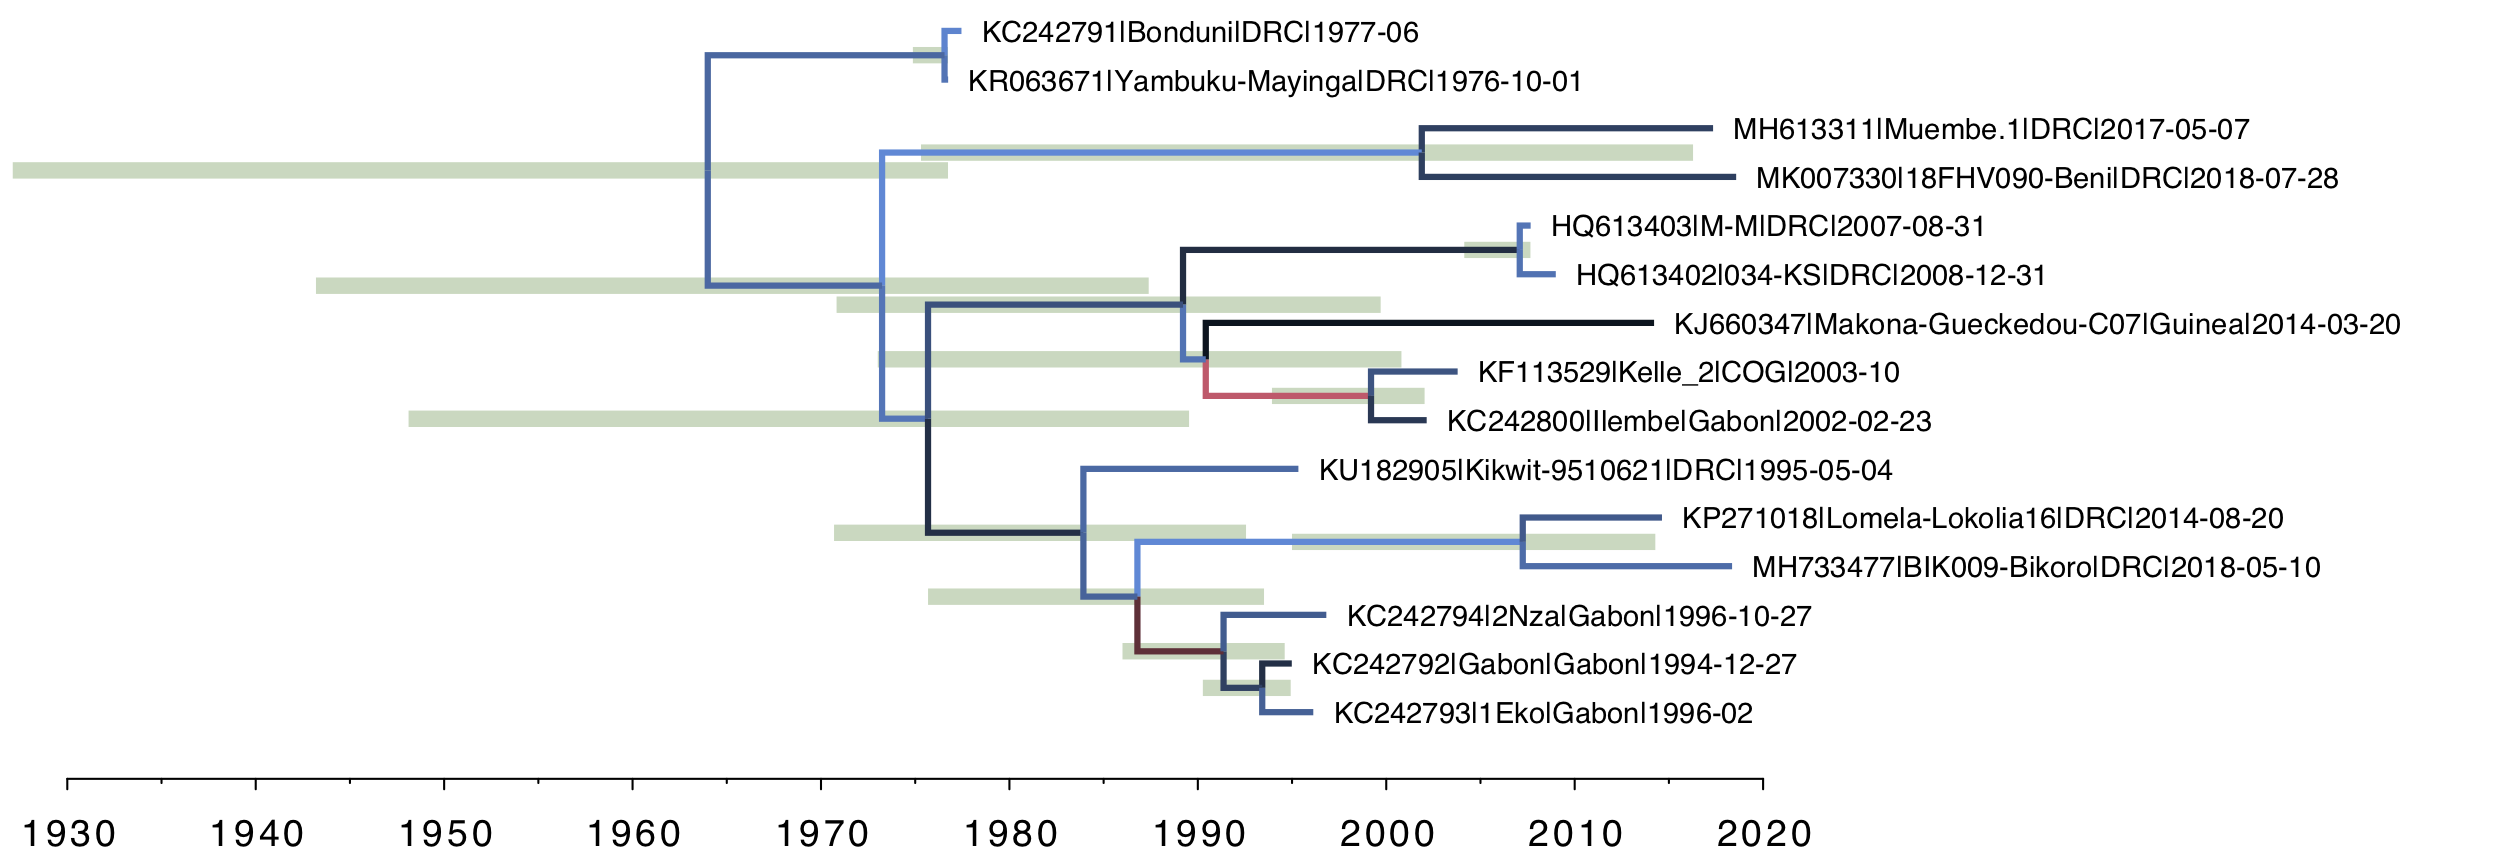 KC242791|Bonduni|DRC|1977-06
KR063671|Yambuku-Mayinga|DRC|1976-10-01
MH613311|Muembe.1|DRC|2017-05-07
MK007330|18FHV090-Beni|DRC|2018-07-28
HQ613403|M-M|DRC|2007-08-31
HQ613402|034-KS|DRC|2008-12-31
KJ660347|Makona-Gueckedou-C07|Guinea|2014-03-20
KF113529|Kelle_2|COG|2003-10
KC242800|Ilembe|Gabon|2002-02-23
KU182905|Kikwit-9510621|DRC|1995-05-04
KP271018|Lomela-Lokolia16|DRC|2014-08-20
MH733477|BIK009-Bikoro|DRC|2018-05-10
KC242794|2Nza|Gabon|1996-10-27
KC242792|Gabon|Gabon|1994-12-27
KC242793|1Eko|Gabon|1996-02
1930 1940 1950 1960 1970 1980 1990 2000 2010 2020